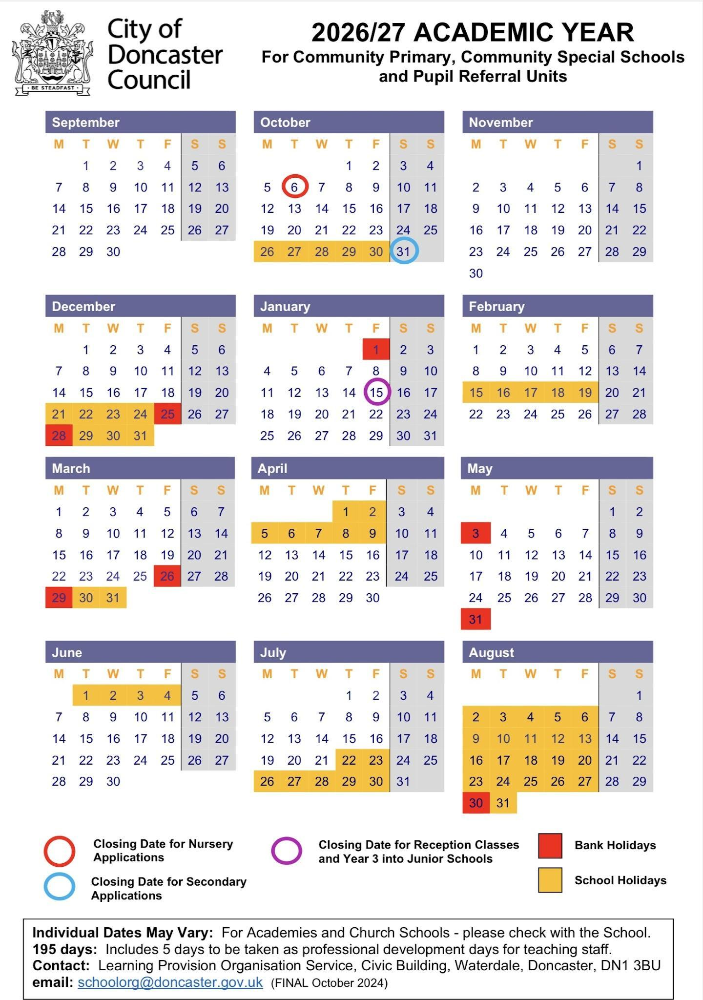 City of
Doncaster
Council
· BE STEADFAST ·
2026/27 ACADEMIC YEAR
For Community Primary, Community Special Schools
and Pupil Referral Units
September
M T W T F S S
1 2 3 4 5 6
7 8 9 10 11 12 13
14 15 16 17 18 19 20
21 22 23 24 25 26 27
28 29 30
October
M T W T F S S
1 2 3 4
5 6 7 8 9 10 11
12 13 14 15 16 17 18
19 20 21 22 23 24 25
26 27 28 29 30 31
November
M T W T F S S
1
2 3 4 5 6 7 8
9 10 11 12 13 14 15
16 17 18 19 20 21 22
23 24 25 26 27 28 29
30
December
M T W T F S S
1 2 3 4 5 6
7 8 9 10 11 12 13
14 15 16 17 18 19 20
21 22 23 24 25 26 27
28 29 30 31
January
M T W T F S S
1 2 3
4 5 6 7 8 9 10
11 12 13 14 15 16 17
18 19 20 21 22 23 24
25 26 27 28 29 30 31
February
M T W T F S S
1 2 3 4 5 6 7
8 9 10 11 12 13 14
15 16 17 18 19 20 21
22 23 24 25 26 27 28
March
M T W T F S S
1 2 3 4 5 6 7
8 9 10 11 12 13 14
15 16 17 18 19 20 21
22 23 24 25 26 27 28
29 30 31
April
M T W T F S S
1 2 3 4
5 6 7 8 9 10 11
12 13 14 15 16 17 18
19 20 21 22 23 24 25
26 27 28 29 30
May
M T W T F S S
1 2
3 4 5 6 7 8 9
10 11 12 13 14 15 16
17 18 19 20 21 22 23
24 25 26 27 28 29 30
31
June
M T W T F S S
1 2 3 4 5 6
7 8 9 10 11 12 13
14 15 16 17 18 19 20
21 22 23 24 25 26 27
28 29 30
July
M T W T F S S
1 2 3 4
5 6 7 8 9 10 11
12 13 14 15 16 17 18
19 20 21 22 23 24 25
26 27 28 29 30 31
August
M T W T F S S
1
2 3 4 5 6 7 8
9 10 11 12 13 14 15
16 17 18 19 20 21 22
23 24 25 26 27 28 29
30 31
Closing Date for Nursery
Applications
Closing Date for Secondary
Applications
Closing Date for Reception Classes
and Year 3 into Junior Schools
Bank Holidays
School Holidays
Individual Dates May Vary: For Academies and Church Schools - please check with the School.
195 days: Includes 5 days to be taken as professional development days for teaching staff.
Contact: Learning Provision Organisation Service, Civic Building, Waterdale, Doncaster, DN1 3BU
email: schoolorg@doncaster.gov.uk (FINAL October 2024)